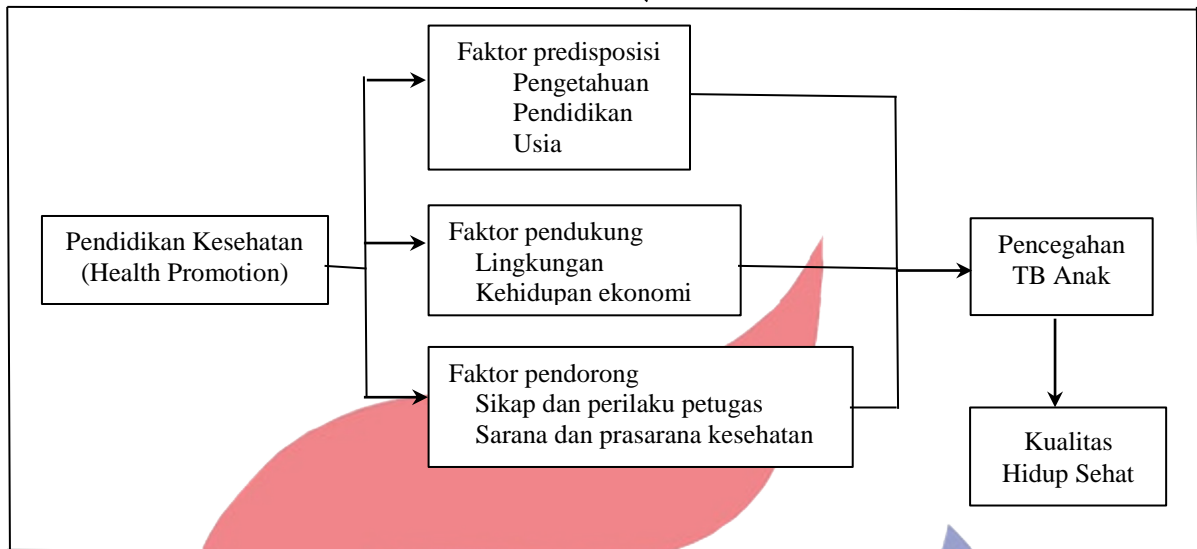 Faktor predisposisi
Pengetahuan
Pendidikan
Usia
Pendidikan Kesehatan
(Health Promotion)
Faktor pendukung
Lingkungan
Kehidupan ekonomi
Faktor pendorong
Sikap dan perilaku petugas
Sarana dan prasarana kesehatan
Pencegahan
TB Anak
Kualitas
Hidup Sehat